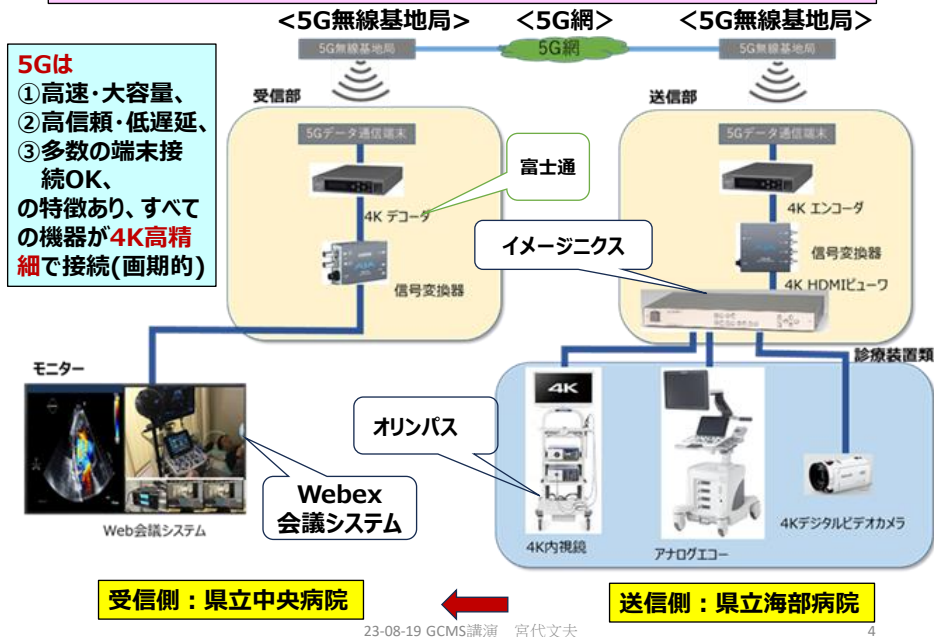 <5G無線基地局>
<5G網>
<5G無線基地局>
5G無線基地局
5G網
5G無線基地局
5Gは
①高速･大容量、
②高信頼･低遅延、
③多数の端末接
続OK、
の特徴あり、すべて
の機器が4K高精
細で接続(画期的)
受信部
5Gデータ通信端末
4K デコーダ
富士通
信号変換器
送信部
5Gデータ通信端末
4K エンコーダ
イメージニクス
信号変換器
4K HDMIビューワ
診療装置類
モニター
Web会議システム
Webex
会議システム
オリンパス
4K
4K内視鏡
アナログエコー
4Kデジタルビデオカメラ
受信側：県立中央病院
送信側：県立海部病院
23-08-19 GCMS講演　宮代文夫
4